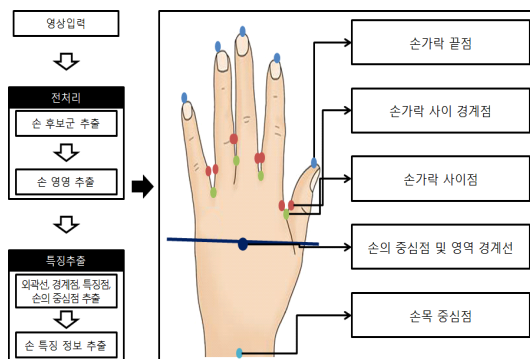 영상입력
전처리
손 후보군 추출
손 영영 추출
특징추출
외곽선, 경계점, 특징점,
손의 중심점 추출
손 특징 정보 추출
손가락 끝점
손가락 사이 경계점
손가락 사이점
손의 중심점 및 영역 경계선
손목 중심점